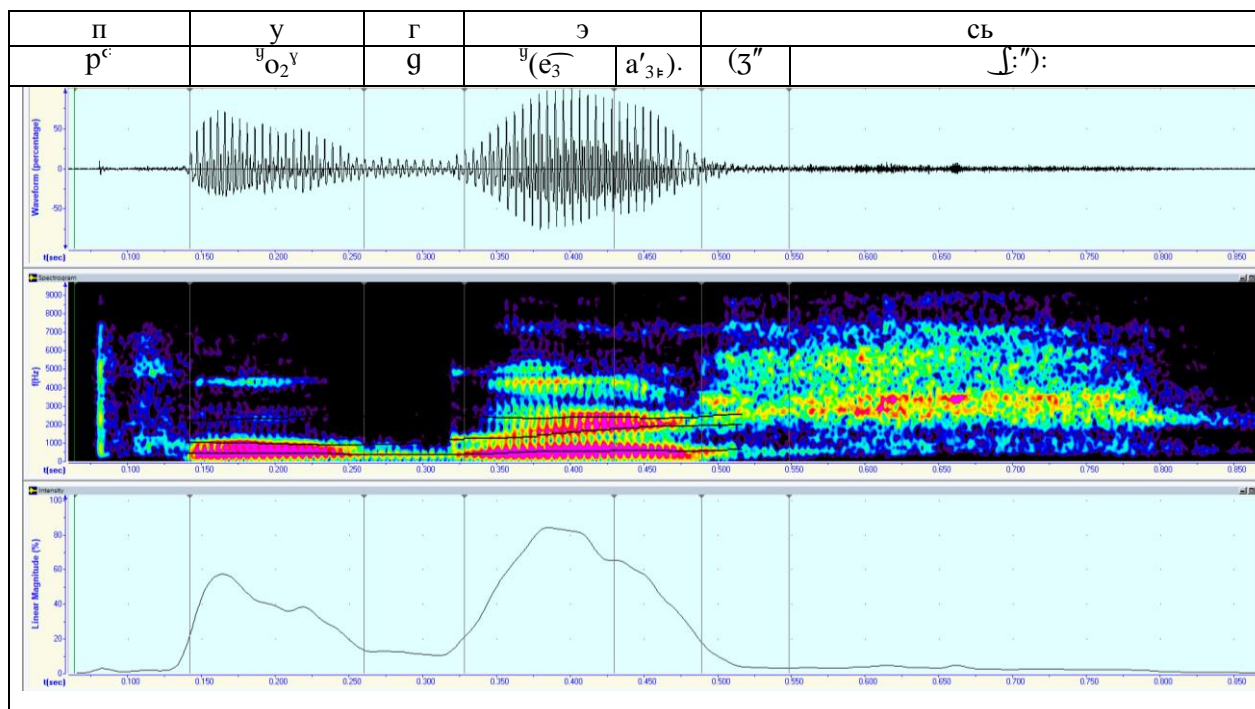 п у г э сь
pˁ꞉ ᶣo₂ˠ ɡ ᶣ(e͡₃ a′₃꜔). (ʒ″ ʃ꞉″)꞉
Waveform (percentage)
50
0
-50
t(sec) 0.100 0.150 0.200 0.250 0.300 0.350 0.400 0.450 0.500 0.550 0.600 0.650 0.700 0.750 0.800 0.850
Spectrogram
f(Hz)
9000
8000
7000
6000
5000
4000
3000
2000
1000
0
t(sec) 0.100 0.150 0.200 0.250 0.300 0.350 0.400 0.450 0.500 0.550 0.600 0.650 0.700 0.750 0.800 0.850
Intensity
Linear Magnitude (%)
100
80
60
40
20
0
t(sec) 0.100 0.150 0.200 0.250 0.300 0.350 0.400 0.450 0.500 0.550 0.600 0.650 0.700 0.750 0.800 0.850